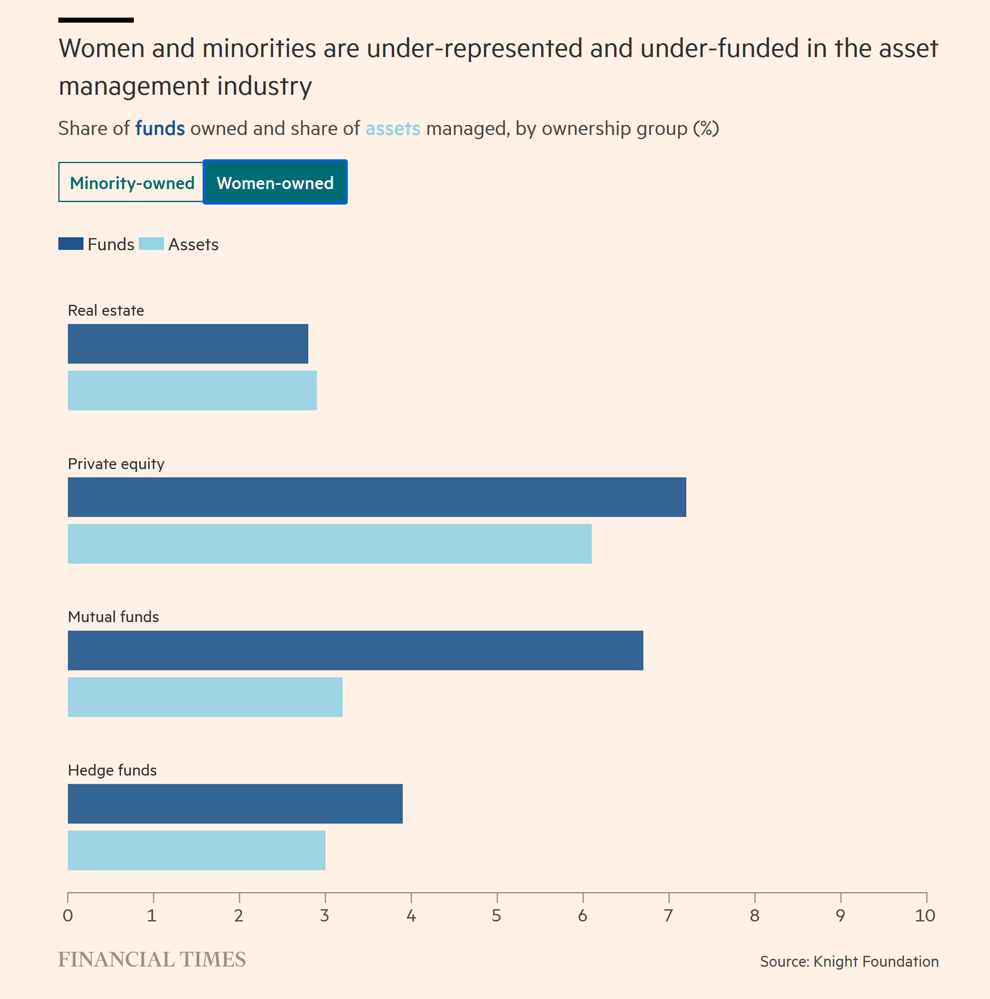 Women and minorities are under-represented and under-funded in the asset
management industry
Share of funds owned and share of assets managed, by ownership group (%)
Minority-owned Women-owned
Funds Assets
Real estate
Private equity
Mutual funds
Hedge funds
0 1 2 3 4 5 6 7 8 9 10
FINANCIAL TIMES
Source: Knight Foundation